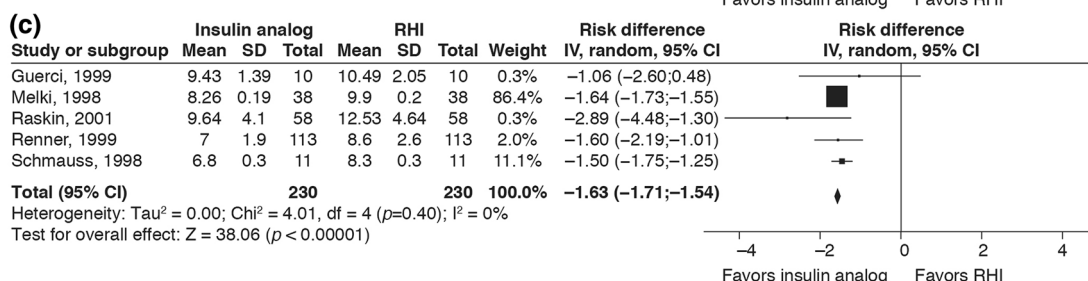 Favors insulin analog Favors RHI
(c)
Insulin analog RHI Risk difference Risk difference
Study or subgroup Mean SD Total Mean SD Total Weight IV, random, 95% CI IV, random, 95% CI
Guerci, 1999 9.43 1.39 10 10.49 2.05 10 0.3% −1.06 (−2.60;0.48)
Melki, 1998 8.26 0.19 38 9.9 0.2 38 86.4% −1.64 (−1.73;−1.55)
Raskin, 2001 9.64 4.1 58 12.53 4.64 58 0.3% −2.89 (−4.48;−1.30)
Renner, 1999 7 1.9 113 8.6 2.6 113 2.0% −1.60 (−2.19;−1.01)
Schmauss, 1998 6.8 0.3 11 8.3 0.3 11 11.1% −1.50 (−1.75;−1.25)
Total (95% CI) 230 230 100.0% −1.63 (−1.71;−1.54)
Heterogeneity: Tau² = 0.00; Chi² = 4.01, df = 4 (p=0.40); I² = 0%
Test for overall effect: Z = 38.06 (p < 0.00001)
−4 −2 0 2 4
Favors insulin analog Favors RHI